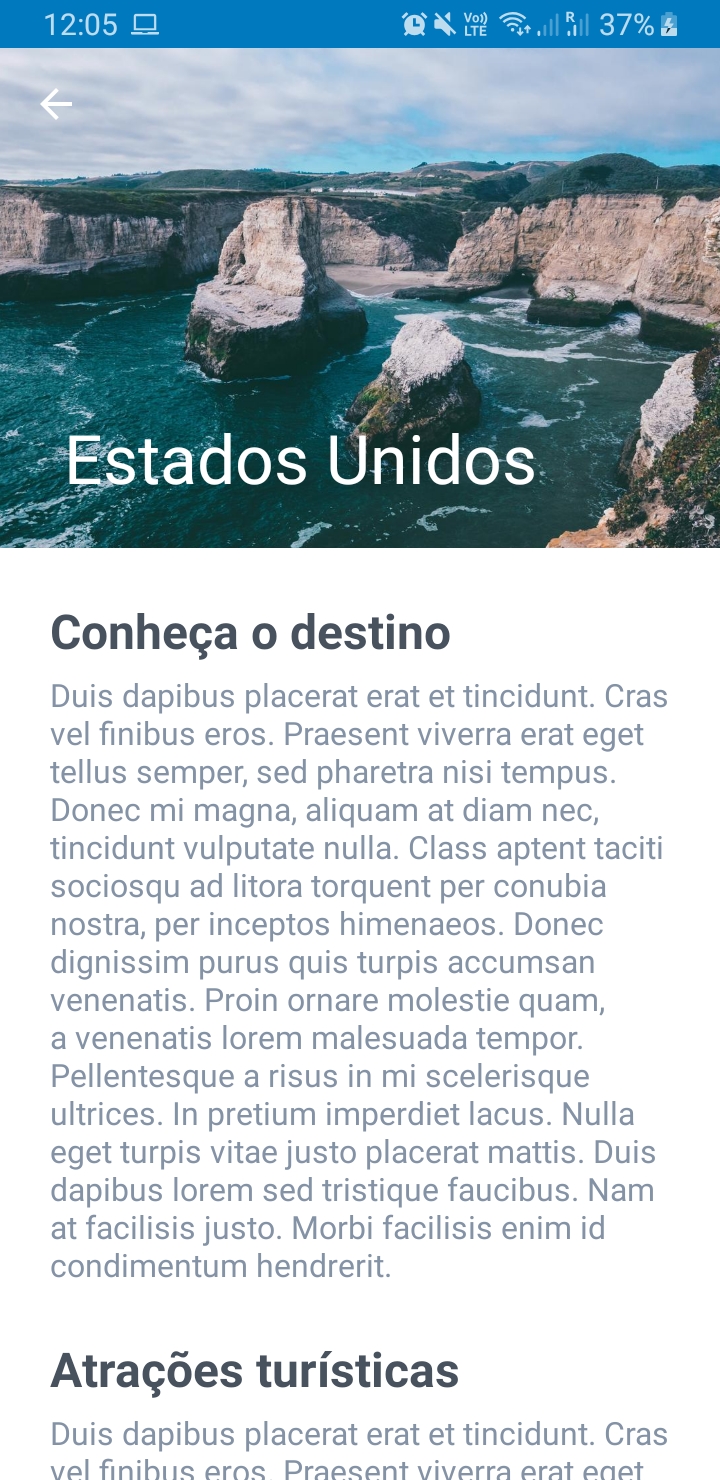 12:05
Vo))
LTE
R
37%
Estados Unidos
Conheça o destino
Duis dapibus placerat erat et tincidunt. Cras
vel finibus eros. Praesent viverra erat eget
tellus semper, sed pharetra nisi tempus.
Donec mi magna, aliquam at diam nec,
tincidunt vulputate nulla. Class aptent taciti
sociosqu ad litora torquent per conubia
nostra, per inceptos himenaeos. Donec
dignissim purus quis turpis accumsan
venenatis. Proin ornare molestie quam,
a venenatis lorem malesuada tempor.
Pellentesque a risus in mi scelerisque
ultrices. In pretium imperdiet lacus. Nulla
eget turpis vitae justo placerat mattis. Duis
dapibus lorem sed tristique faucibus. Nam
at facilisis justo. Morbi facilisis enim id
condimentum hendrerit.
Atrações turísticas
Duis dapibus placerat erat et tincidunt. Cras
vel finibus eros. Praesent viverra erat eget